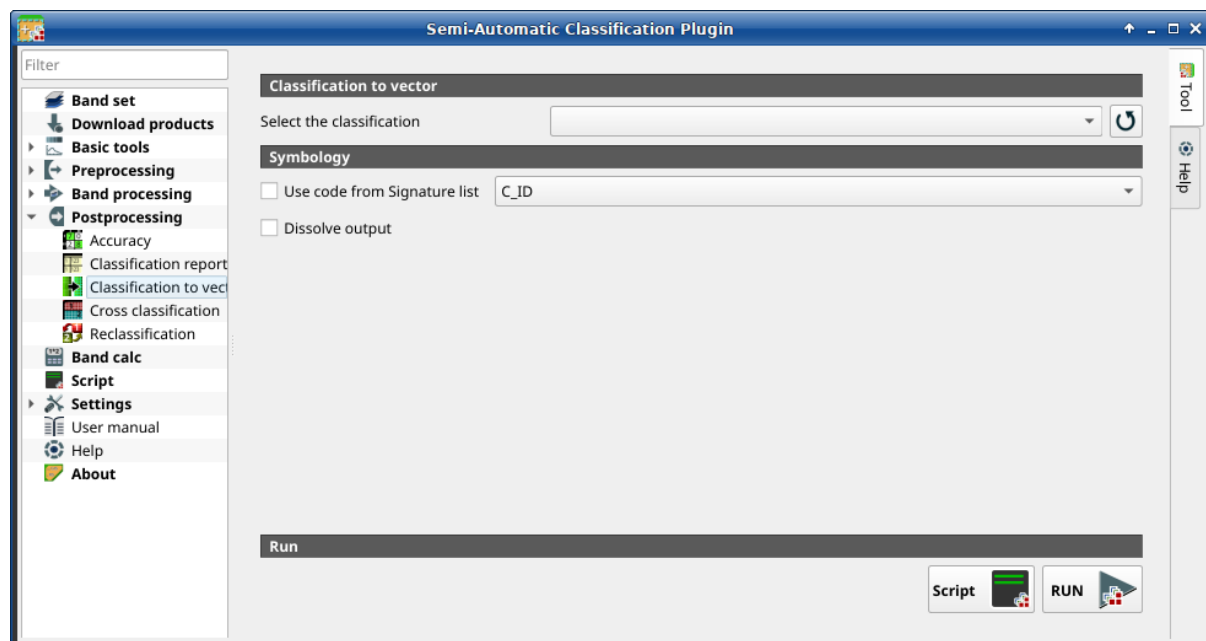 Semi-Automatic Classification Plugin
Filter
Band set
Download products
Basic tools
Preprocessing
Band processing
Postprocessing
Accuracy
Classification report
Classification to vect
Cross classification
Reclassification
Band calc
Script
Settings
User manual
Help
About
Classification to vector
Select the classification
Symbology
Use code from Signature list C_ID
Dissolve output
Run
Script RUN
Tool
Help